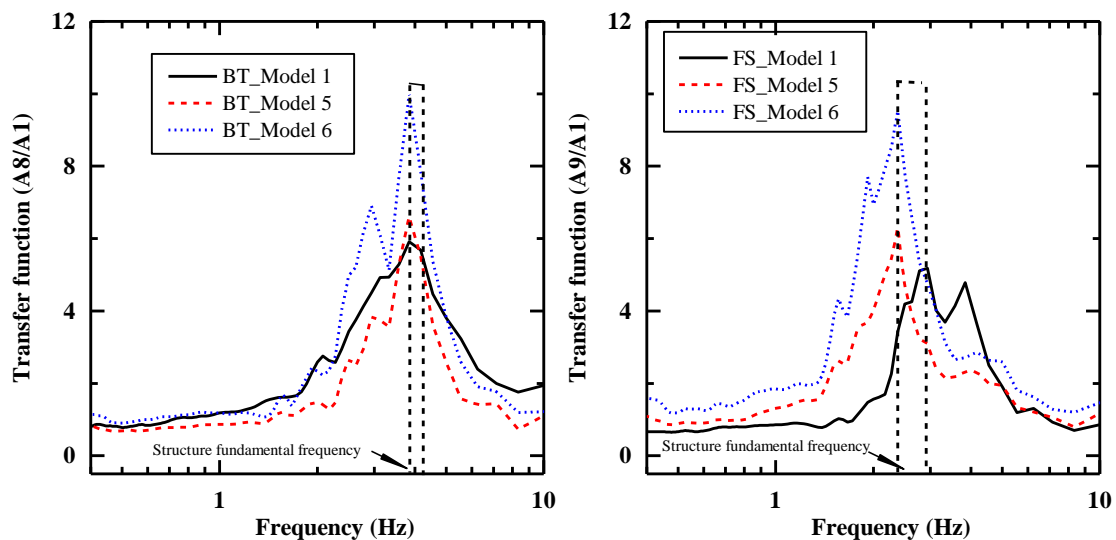 12
8
4
0
Transfer function (A8/A1)
BT_Model 1
BT_Model 5
BT_Model 6
Structure fundamental frequency
1
10
Frequency (Hz)
12
8
4
0
Transfer function (A9/A1)
FS_Model 1
FS_Model 5
FS_Model 6
Structure fundamental frequency
1
10
Frequency (Hz)